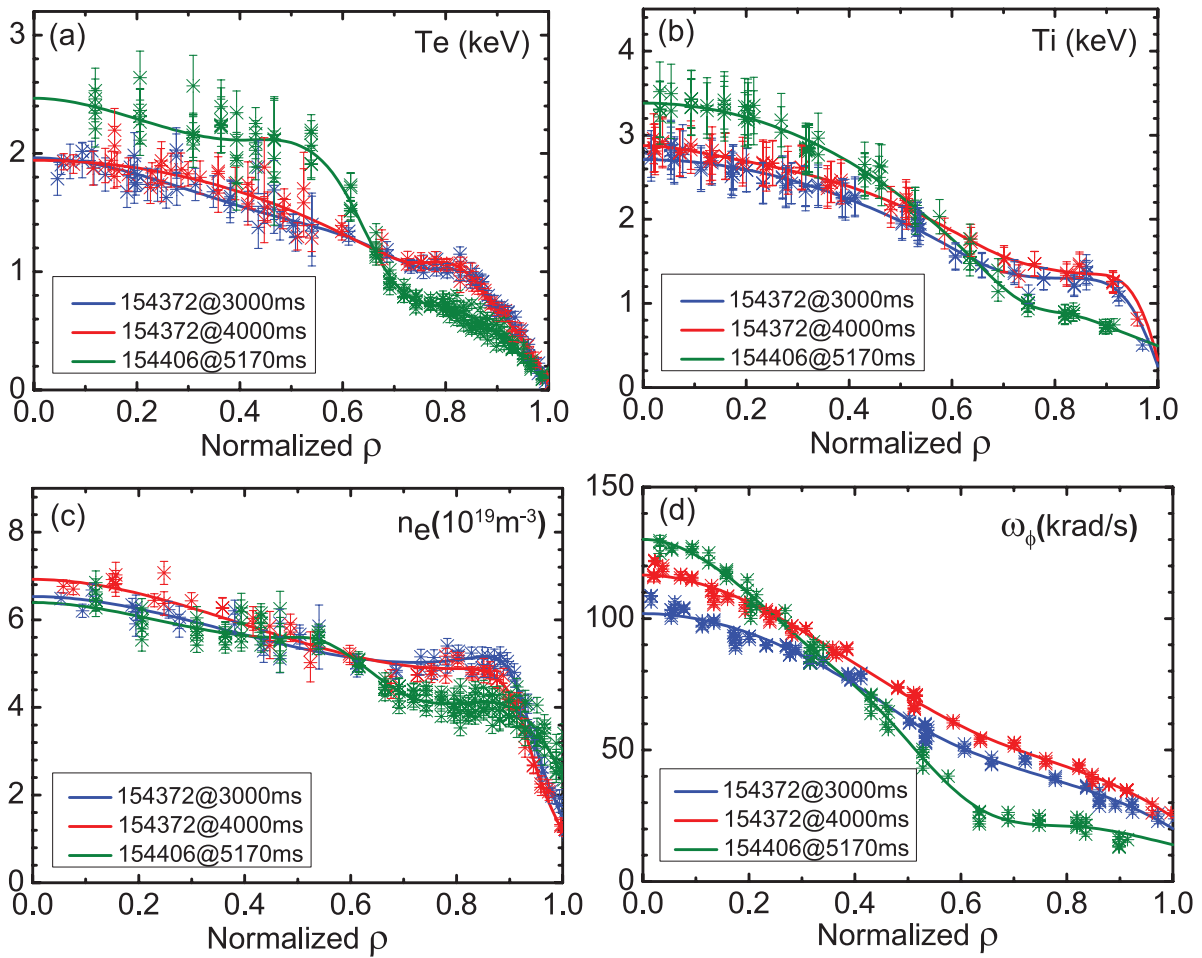 (a) Te (keV)
3
2
1
0
154372@3000ms
154372@4000ms
154406@5170ms
0.0 0.2 0.4 0.6 0.8 1.0
Normalized ρ
(b) Ti (keV)
4
3
2
1
0
154372@3000ms
154372@4000ms
154406@5170ms
0.0 0.2 0.4 0.6 0.8 1.0
Normalized ρ
(c) nₑ(10¹⁹m⁻³)
8
6
4
2
0
154372@3000ms
154372@4000ms
154406@5170ms
0.0 0.2 0.4 0.6 0.8 1.0
Normalized ρ
(d) ω_ϕ(krad/s)
150
100
50
0
154372@3000ms
154372@4000ms
154406@5170ms
0.0 0.2 0.4 0.6 0.8 1.0
Normalized ρ